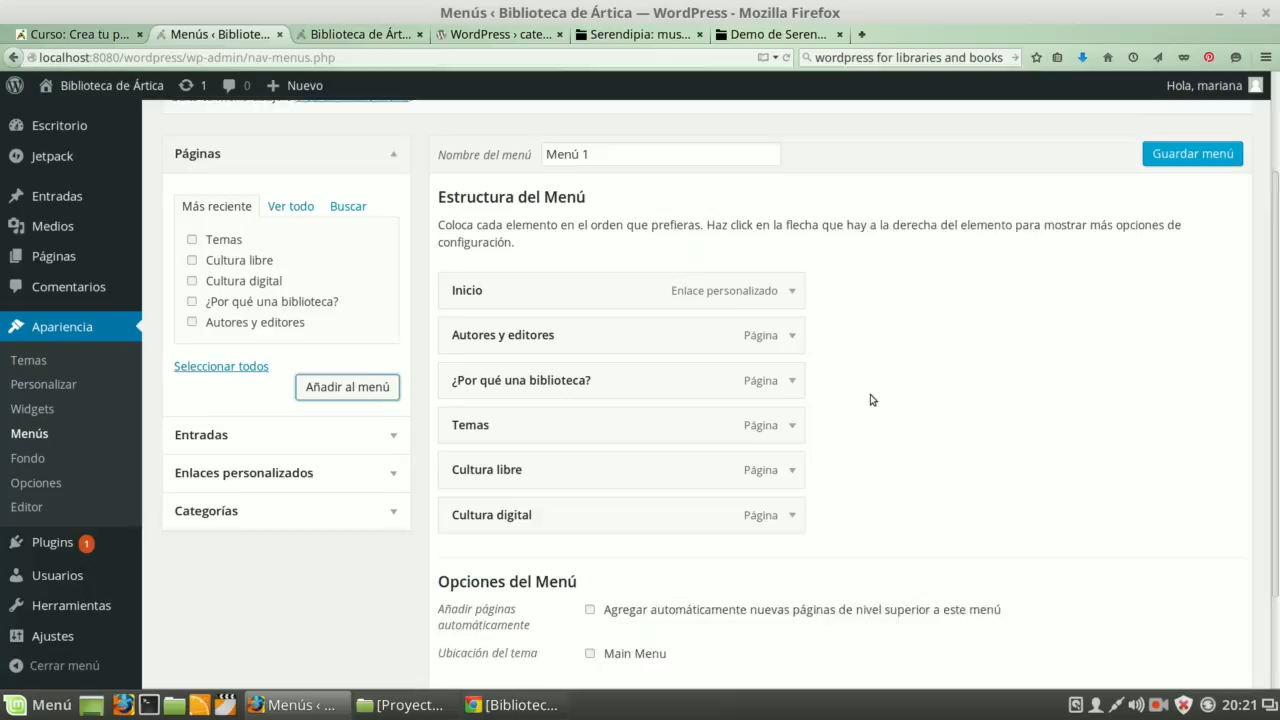 Menús ‹ Biblioteca de Ártica — WordPress - Mozilla Firefox
Curso: Crea tu p... ×
Menús ‹ Bibliote... ×
Biblioteca de Árt... ×
WordPress › cate... ×
Serendipia: mus... ×
Demo de Seren... ×
localhost:8080/wordpress/wp-admin/nav-menus.php
wordpress for libraries and books
Biblioteca de Ártica
1
0
Nuevo
Hola, mariana
Escritorio
Jetpack
Entradas
Medios
Páginas
Comentarios
Apariencia
Temas
Personalizar
Widgets
Menús
Fondo
Opciones
Editor
Plugins 1
Usuarios
Herramientas
Ajustes
Cerrar menú
Páginas
Más reciente
Ver todo
Buscar
Temas
Cultura libre
Cultura digital
¿Por qué una biblioteca?
Autores y editores
Seleccionar todos
Añadir al menú
Entradas
Enlaces personalizados
Categorías
Nombre del menú
Menú 1
Guardar menú
Estructura del Menú
Coloca cada elemento en el orden que prefieras. Haz click en la flecha que hay a la derecha del elemento para mostrar más opciones de
configuración.
Inicio Enlace personalizado
Autores y editores Página
¿Por qué una biblioteca? Página
Temas Página
Cultura libre Página
Cultura digital Página
Opciones del Menú
Añadir páginas
automáticamente
Agregar automáticamente nuevas páginas de nivel superior a este menú
Ubicación del tema
Main Menu
Menú
Menús ‹ ...
[Proyect...
[Bibliotec...
20:21